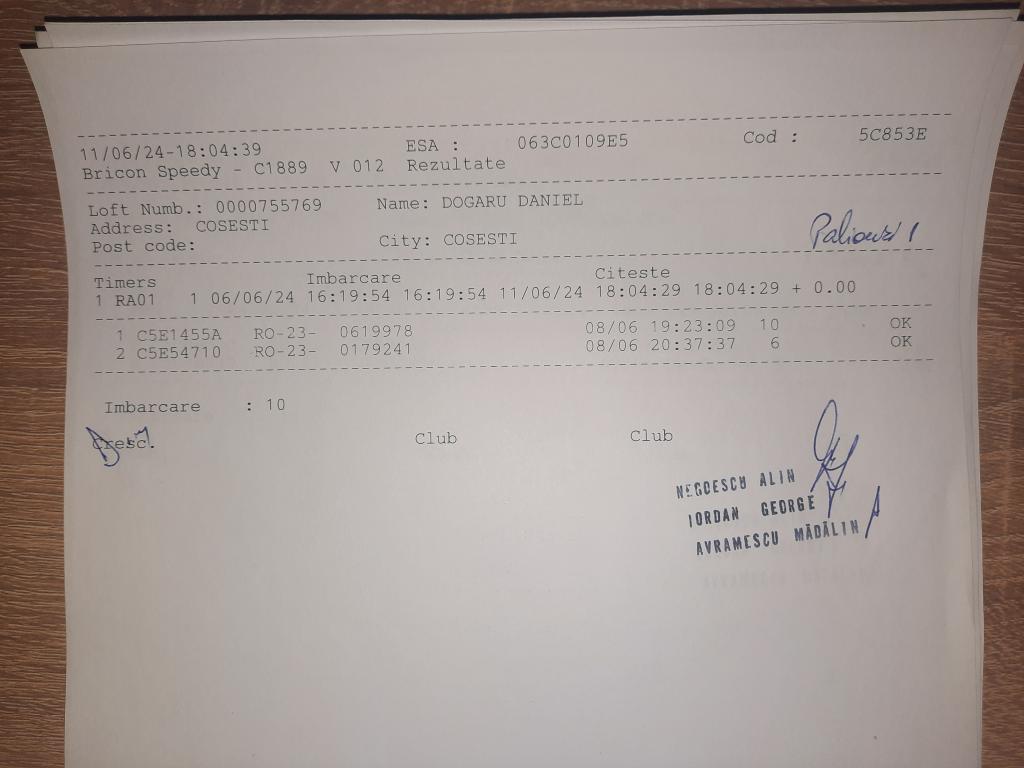 11/06/24-18:04:39 ESA : 063C0109E5 Cod : 5C853E
Bricon Speedy - C1889 V 012 Rezultate
Loft Numb.: 0000755769 Name: DOGARU DANIEL
Address: COSESTI
Post code: City: COSESTI
Timers Imbarcare Citeste
1 RA01 1 06/06/24 16:19:54 16:19:54 11/06/24 18:04:29 18:04:29 + 0.00
1 C5E1455A RO-23- 0619978 08/06 19:23:09 10 OK
2 C5E54710 RO-23- 0179241 08/06 20:37:37 6 OK
Imbarcare : 10
Cresc. Club Club
NEGOESCU ALIN
IORDAN GEORGE
AVRAMESCU MĂDĂLIN